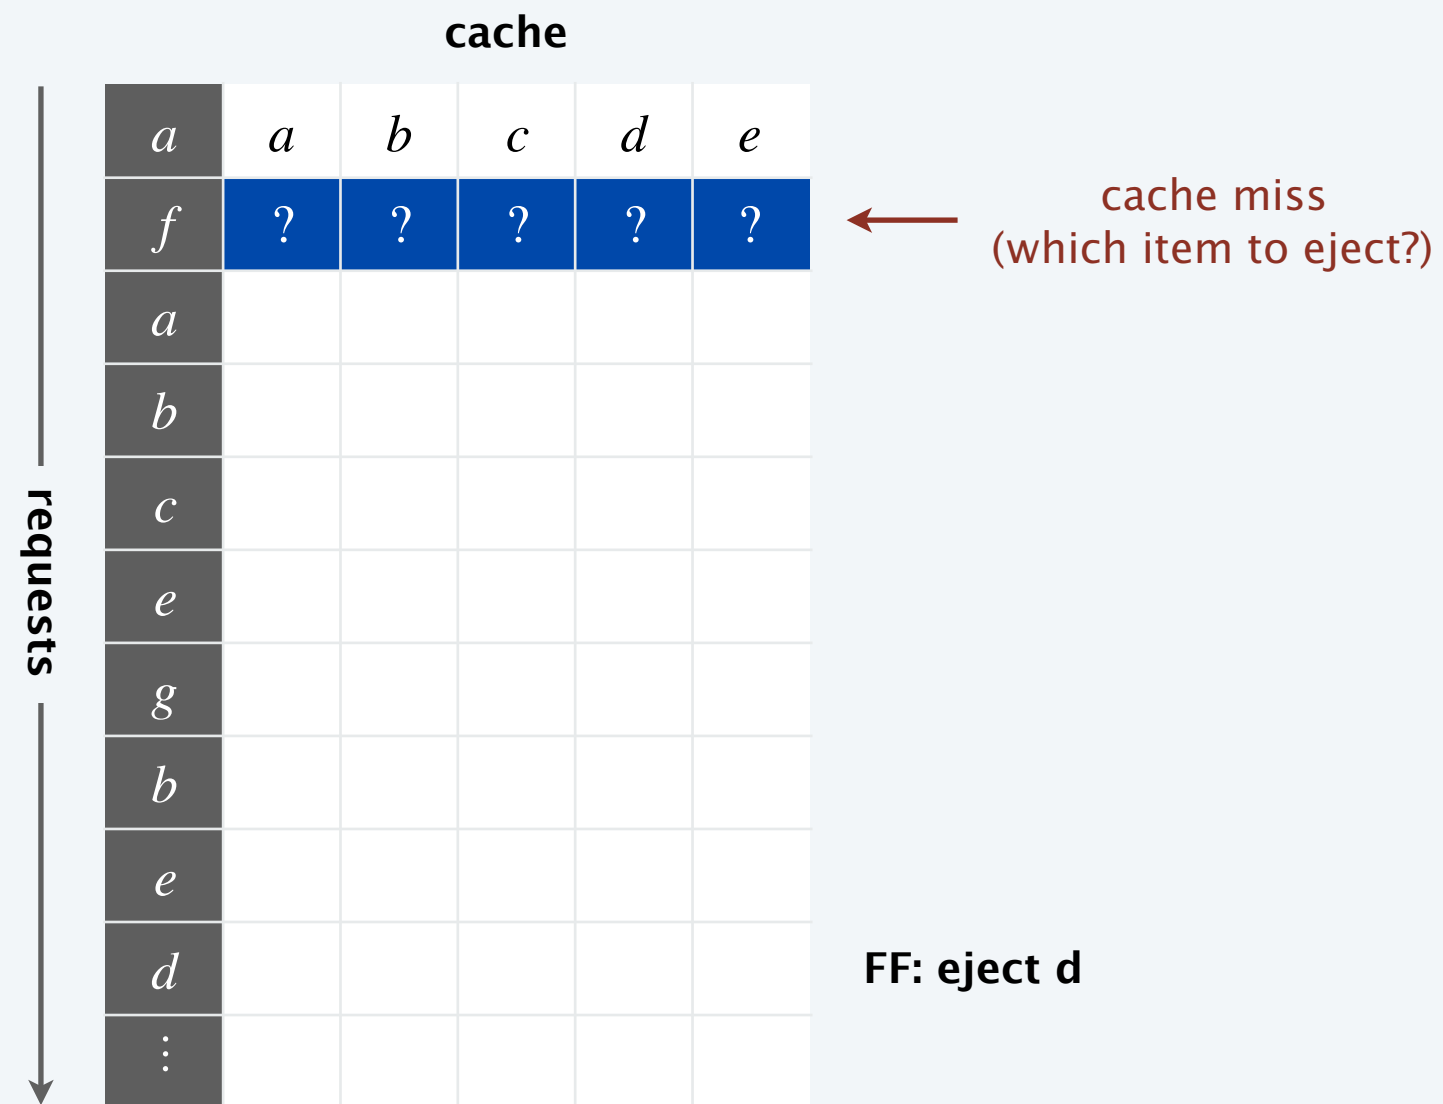 cache
a a b c d e
f ? ? ? ? ?
cache miss
(which item to eject?)
a
b
c
e
g
b
e
d
FF: eject d
⋮
requests